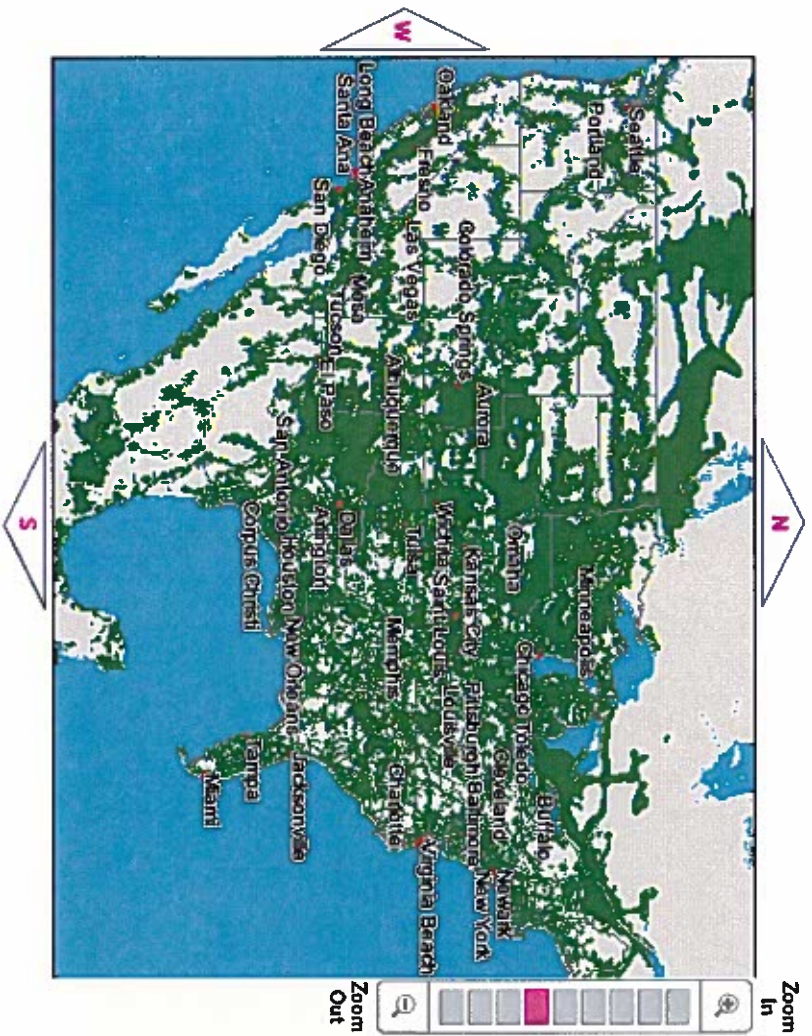 N
Zoom
In
W
Seattle
Portland
Minneapolis
Buffalo
Omaha
Chicago
Toledo
Cleveland
Newark
New York
Aurora
Kansas City
Pittsburgh
Baltimore
Oakland
Colorado Springs
Wichita
Saint Louis
Louisville
Fresno
Las Vegas
Tulsa
Virginia Beach
Albuquerque
Memphis
Charlotte
Long Beach
Anaheim
Santa Ana
Mesa
Dallas
San Diego
Tucson
El Paso
Arlington
San Antonio
Houston
New Orleans
Jacksonville
Corpus Christi
Tampa
Miami
Zoom
Out
S